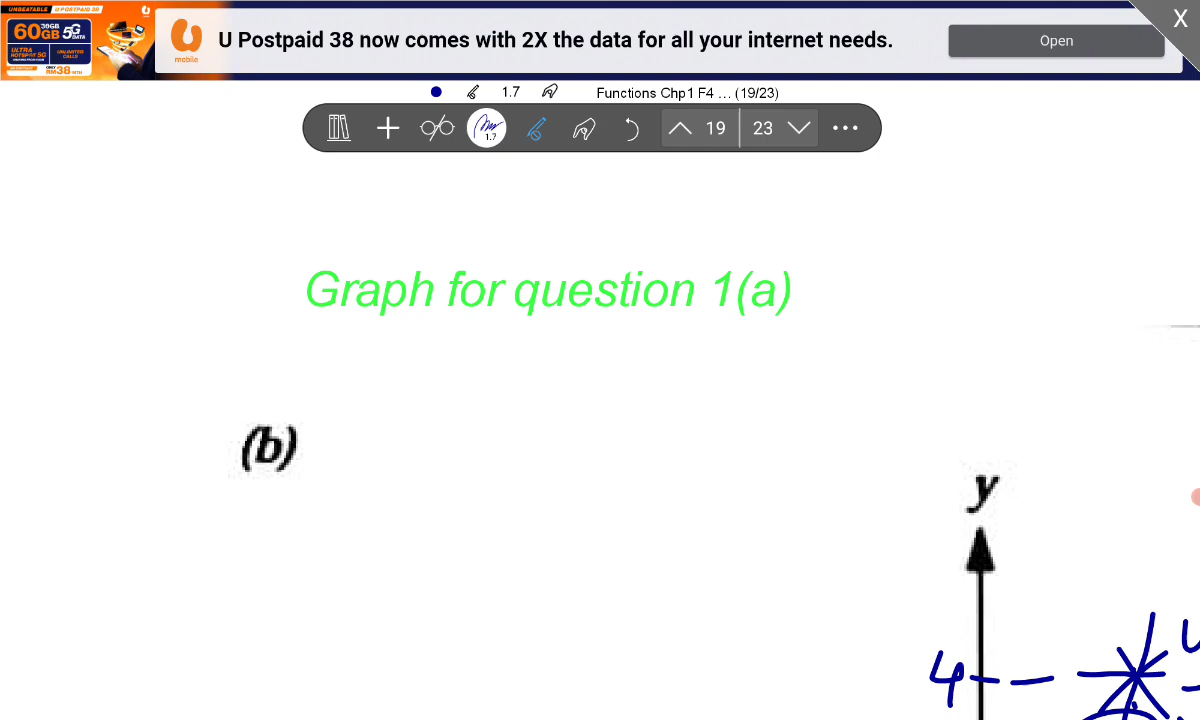 UNBEATABLE U POSTPAID 38
60GB 38GB 5G DATA
ULTRA HOTSPOT 5G
UNLIMITED CALLS
ONLY RM38/MTH
mobile
U Postpaid 38 now comes with 2X the data for all your internet needs.
Open
X
1.7
Functions Chp1 F4 ... (19/23)
1.7
19
23
Graph for question 1(a)
(b)
y
4